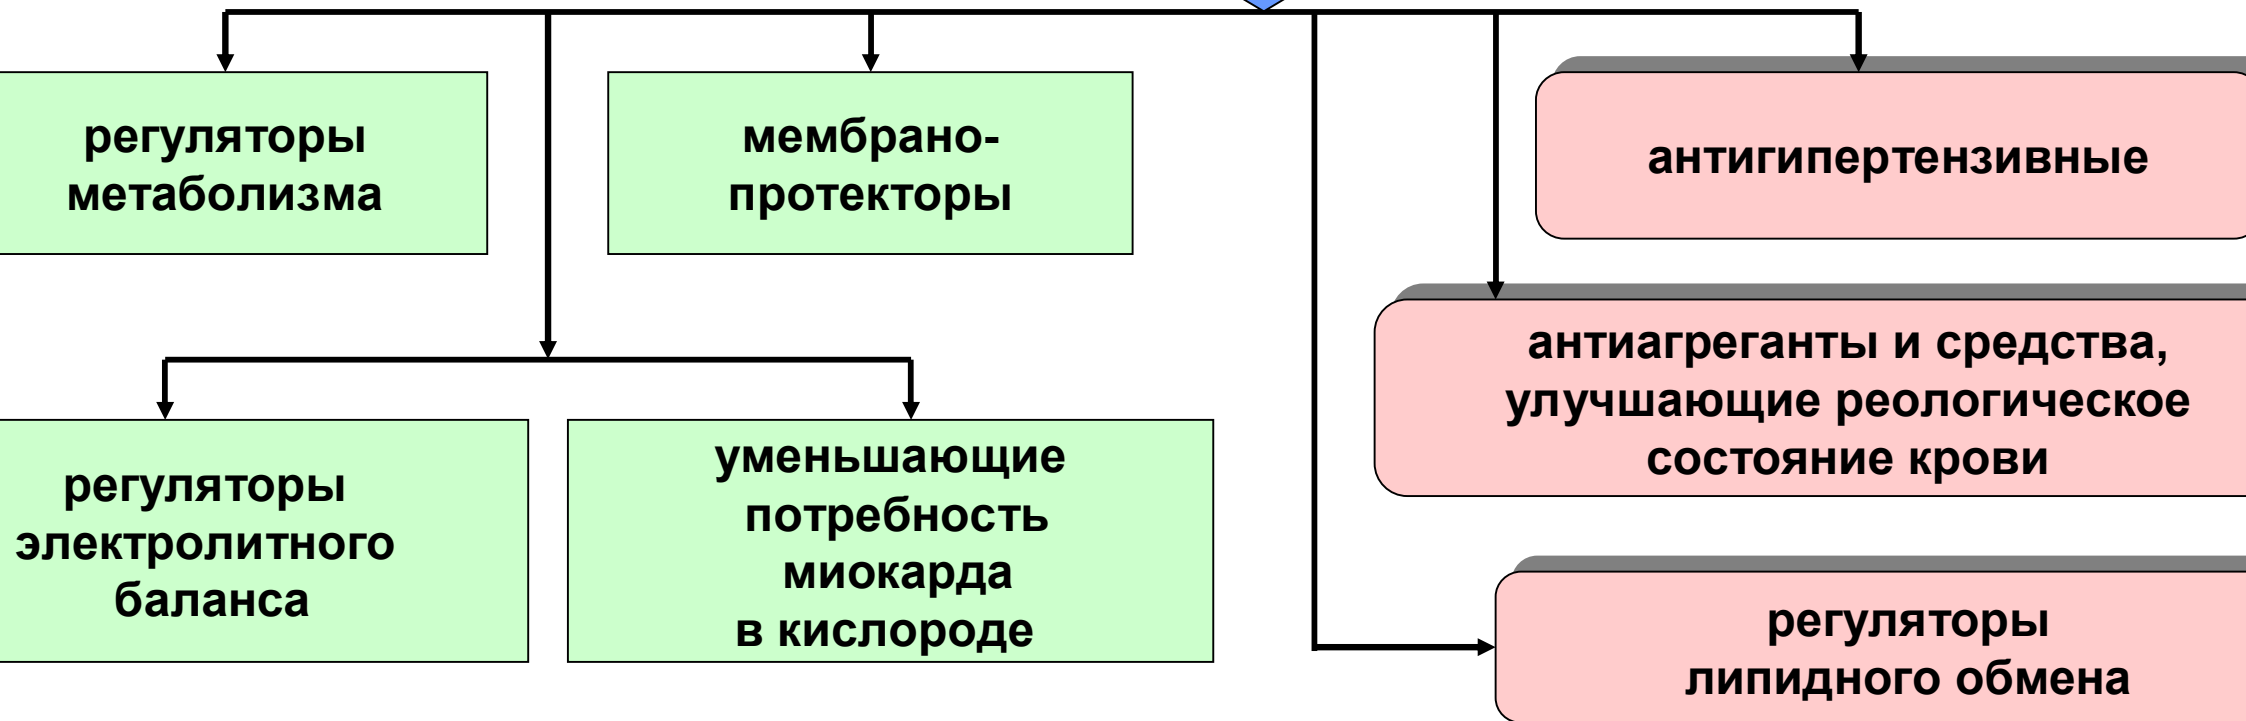 регуляторы
метаболизма
мембрано-
протекторы
антигипертензивные
антиагреганты и средства,
улучшающие реологическое
состояние крови
регуляторы
электролитного
баланса
уменьшающие
потребность
миокарда
в кислороде
регуляторы
липидного обмена